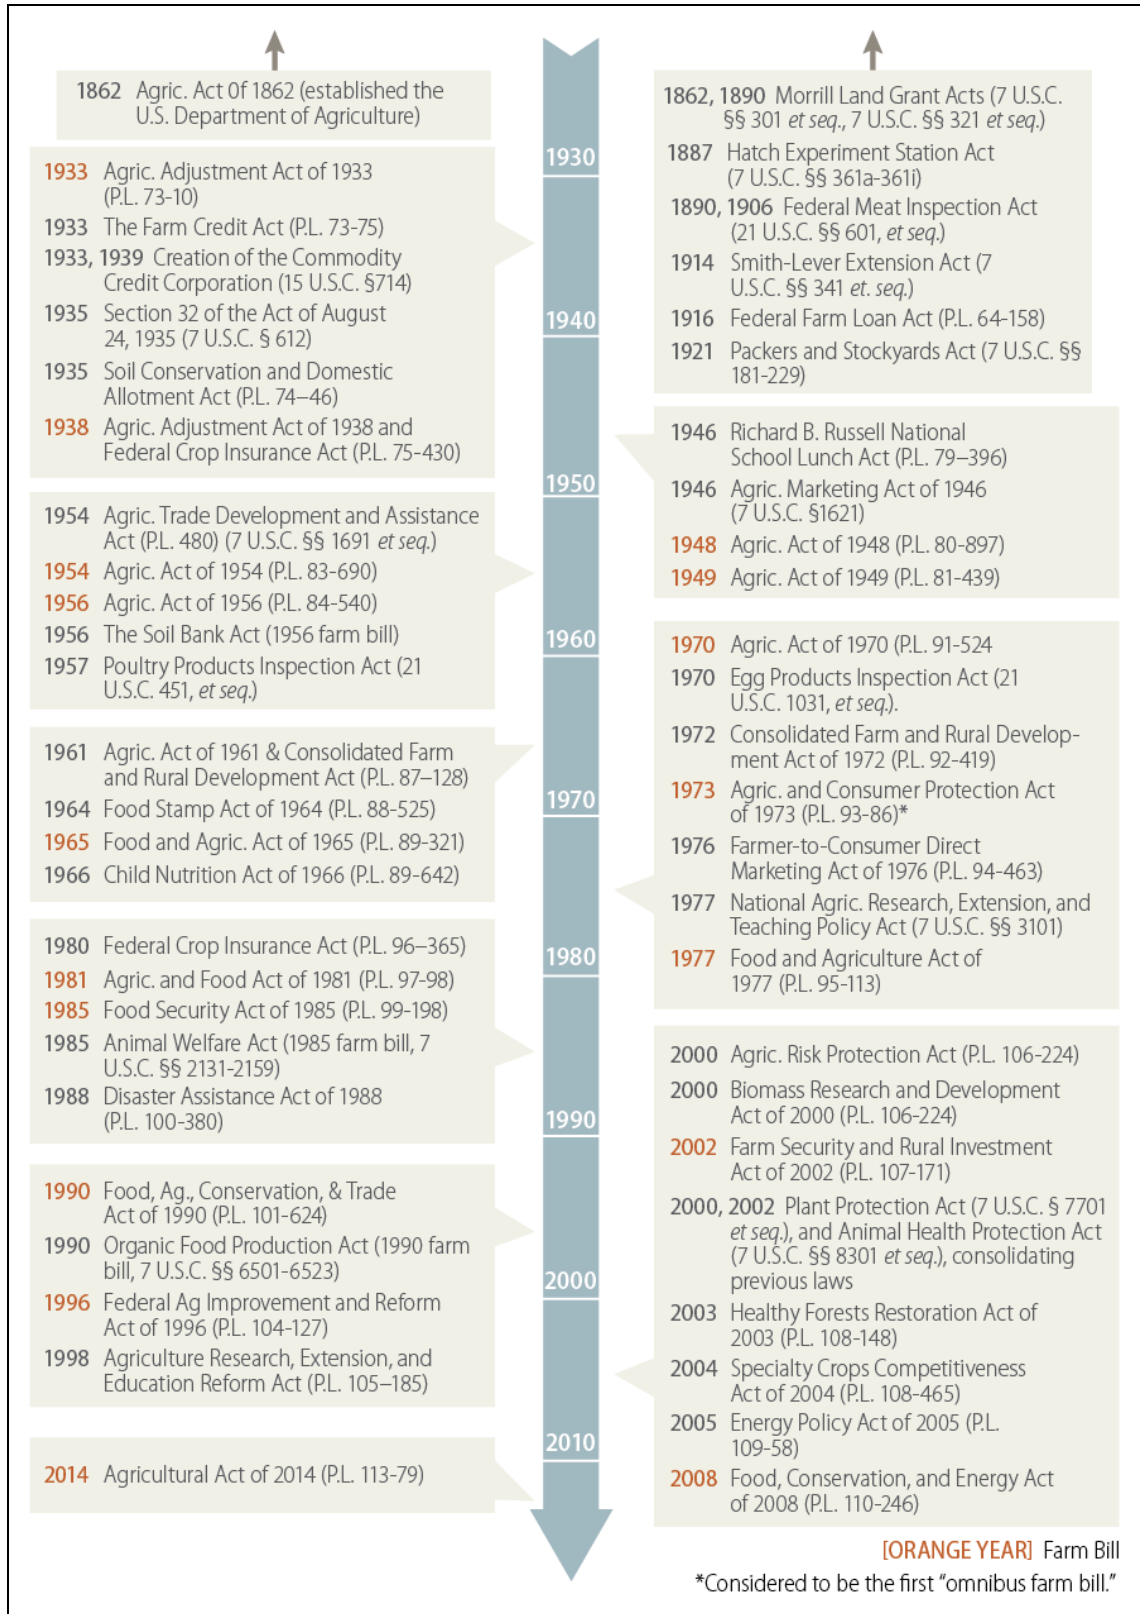 1862 Agric. Act 0f 1862 (established the
U.S. Department of Agriculture)
1933 Agric. Adjustment Act of 1933
(P.L. 73-10)
1933 The Farm Credit Act (P.L. 73-75)
1933, 1939 Creation of the Commodity
Credit Corporation (15 U.S.C. §714)
1935 Section 32 of the Act of August
24, 1935 (7 U.S.C. § 612)
1935 Soil Conservation and Domestic
Allotment Act (P.L. 74–46)
1938 Agric. Adjustment Act of 1938 and
Federal Crop Insurance Act (P.L. 75-430)
1954 Agric. Trade Development and Assistance
Act (P.L. 480) (7 U.S.C. §§ 1691 et seq.)
1954 Agric. Act of 1954 (P.L. 83-690)
1956 Agric. Act of 1956 (P.L. 84-540)
1956 The Soil Bank Act (1956 farm bill)
1957 Poultry Products Inspection Act (21
U.S.C. 451, et seq.)
1961 Agric. Act of 1961 & Consolidated Farm
and Rural Development Act (P.L. 87–128)
1964 Food Stamp Act of 1964 (P.L. 88-525)
1965 Food and Agric. Act of 1965 (P.L. 89-321)
1966 Child Nutrition Act of 1966 (P.L. 89-642)
1980 Federal Crop Insurance Act (P.L. 96–365)
1981 Agric. and Food Act of 1981 (P.L. 97-98)
1985 Food Security Act of 1985 (P.L. 99-198)
1985 Animal Welfare Act (1985 farm bill, 7
U.S.C. §§ 2131-2159)
1988 Disaster Assistance Act of 1988
(P.L. 100-380)
1990 Food, Ag., Conservation, & Trade
Act of 1990 (P.L. 101-624)
1990 Organic Food Production Act (1990 farm
bill, 7 U.S.C. §§ 6501-6523)
1996 Federal Ag Improvement and Reform
Act of 1996 (P.L. 104-127)
1998 Agriculture Research, Extension, and
Education Reform Act (P.L. 105–185)
2014 Agricultural Act of 2014 (P.L. 113-79)
1930
1940
1950
1960
1970
1980
1990
2000
2010
1862, 1890 Morrill Land Grant Acts (7 U.S.C.
§§ 301 et seq., 7 U.S.C. §§ 321 et seq.)
1887 Hatch Experiment Station Act
(7 U.S.C. §§ 361a-361i)
1890, 1906 Federal Meat Inspection Act
(21 U.S.C. §§ 601, et seq.)
1914 Smith-Lever Extension Act (7
U.S.C. §§ 341 et. seq.)
1916 Federal Farm Loan Act (P.L. 64-158)
1921 Packers and Stockyards Act (7 U.S.C. §§
181-229)
1946 Richard B. Russell National
School Lunch Act (P.L. 79–396)
1946 Agric. Marketing Act of 1946
(7 U.S.C. §1621)
1948 Agric. Act of 1948 (P.L. 80-897)
1949 Agric. Act of 1949 (P.L. 81-439)
1970 Agric. Act of 1970 (P.L. 91-524
1970 Egg Products Inspection Act (21
U.S.C. 1031, et seq.).
1972 Consolidated Farm and Rural Develop-
ment Act of 1972 (P.L. 92-419)
1973 Agric. and Consumer Protection Act
of 1973 (P.L. 93-86)*
1976 Farmer-to-Consumer Direct
Marketing Act of 1976 (P.L. 94-463)
1977 National Agric. Research, Extension, and
Teaching Policy Act (7 U.S.C. §§ 3101)
1977 Food and Agriculture Act of
1977 (P.L. 95-113)
2000 Agric. Risk Protection Act (P.L. 106-224)
2000 Biomass Research and Development
Act of 2000 (P.L. 106-224)
2002 Farm Security and Rural Investment
Act of 2002 (P.L. 107-171)
2000, 2002 Plant Protection Act (7 U.S.C. § 7701
et seq.), and Animal Health Protection Act
(7 U.S.C. §§ 8301 et seq.), consolidating
previous laws
2003 Healthy Forests Restoration Act of
2003 (P.L. 108-148)
2004 Specialty Crops Competitiveness
Act of 2004 (P.L. 108-465)
2005 Energy Policy Act of 2005 (P.L.
109-58)
2008 Food, Conservation, and Energy Act
of 2008 (P.L. 110-246)
[ORANGE YEAR] Farm Bill
*Considered to be the first “omnibus farm bill.”